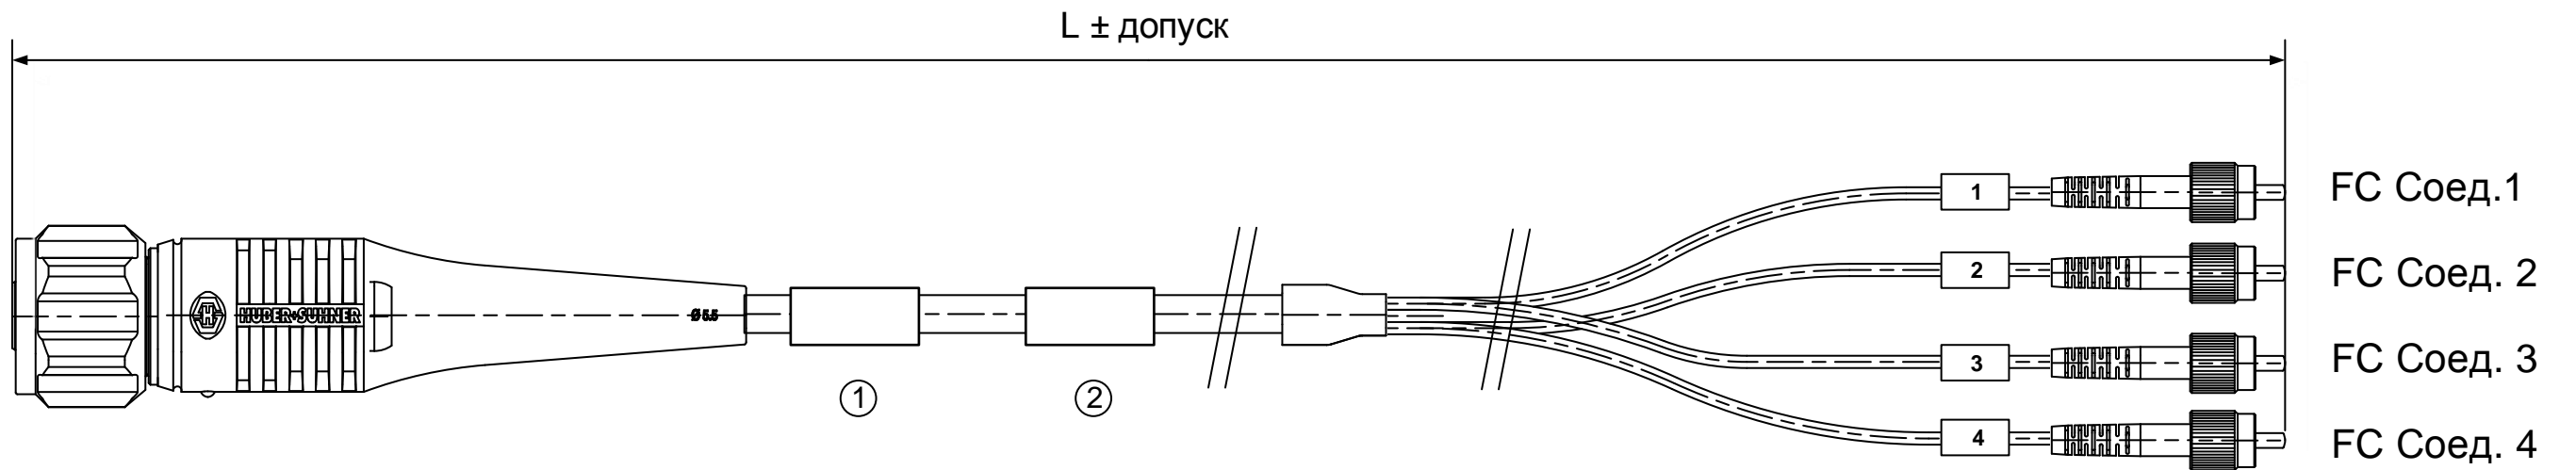 L ± допуск
1
FC Соед.1
2
FC Соед. 2
H
HUBER+SUHNER
Ø 5.5
3
FC Соед. 3
1
2
4
FC Соед. 4